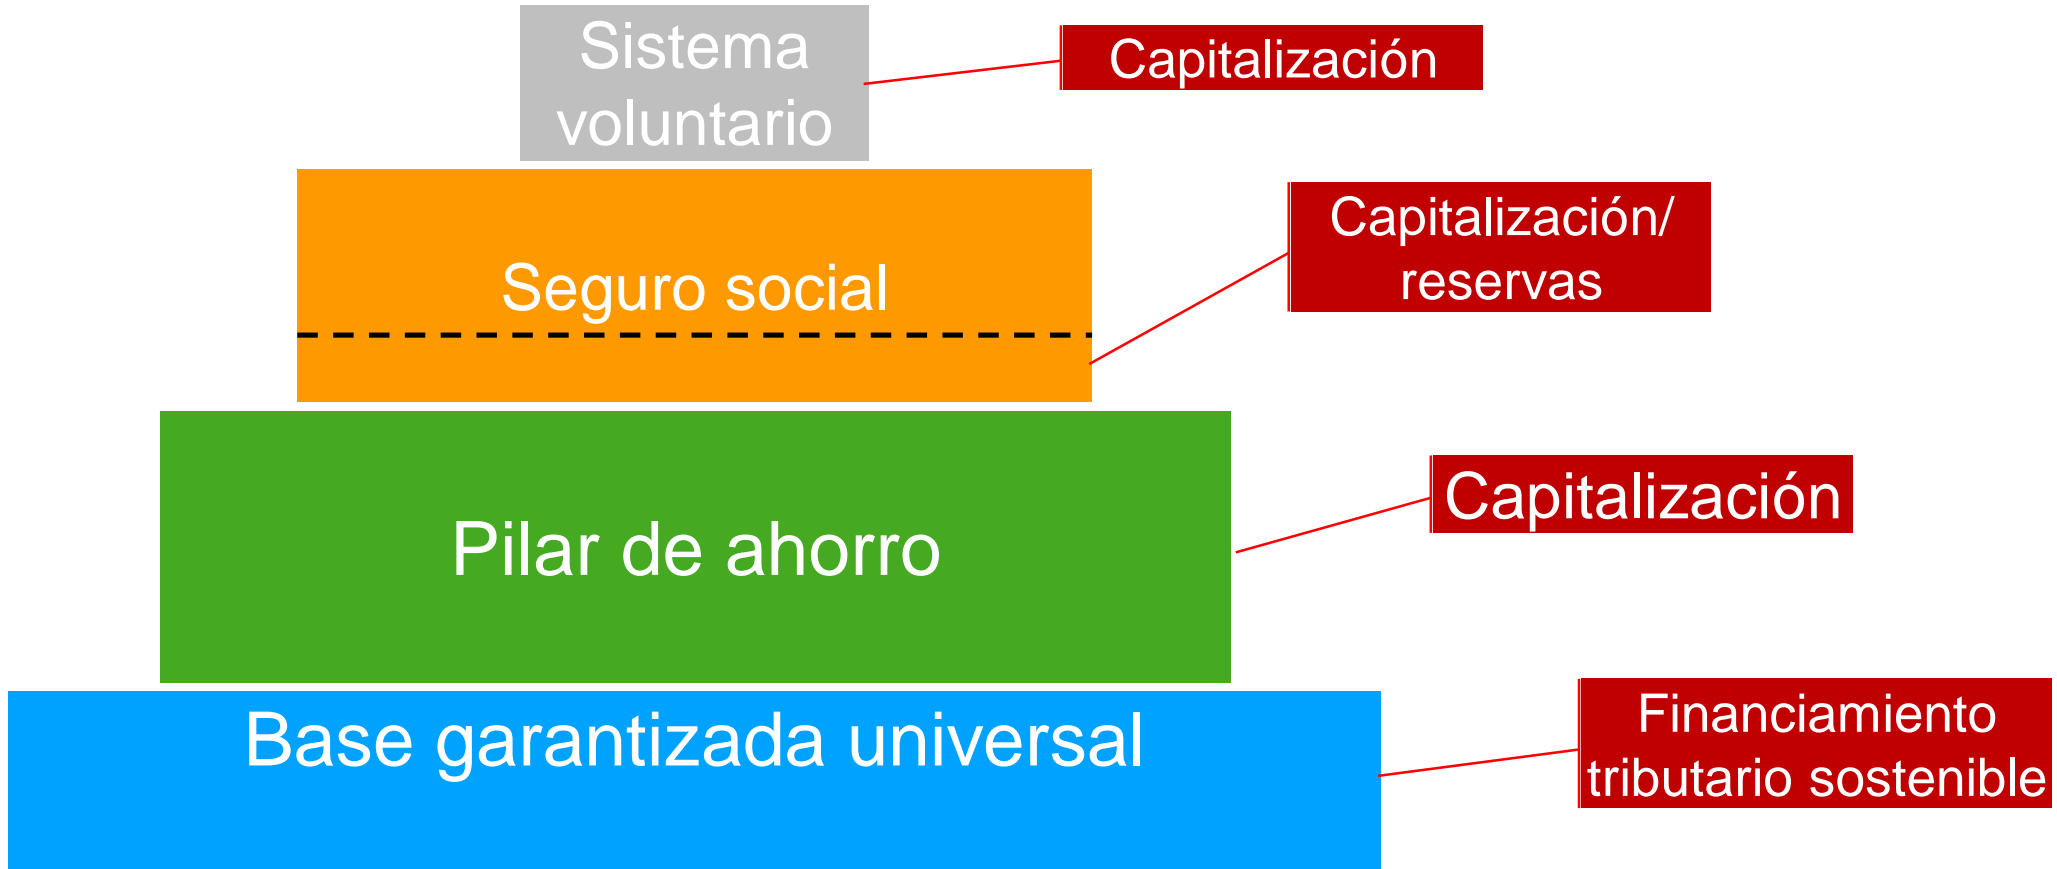 Sistema
voluntario
Capitalización
Seguro social
Capitalización/
reservas
Pilar de ahorro
Capitalización
Base garantizada universal
Financiamiento
tributario sostenible